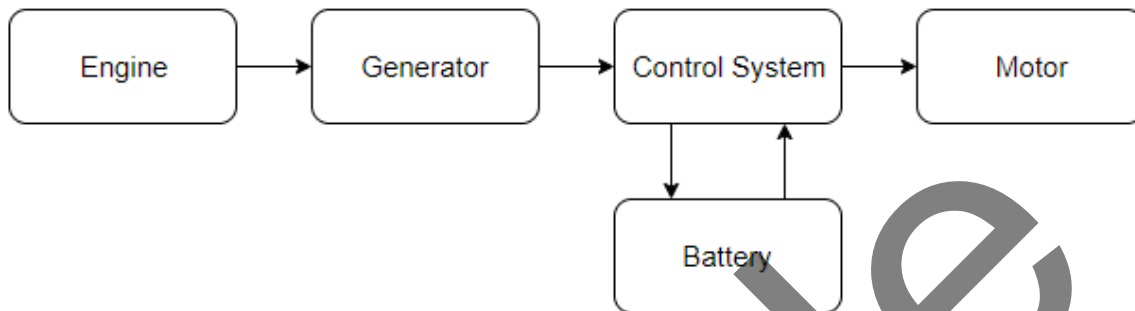 Engine
Generator
Control System
Motor
Battery